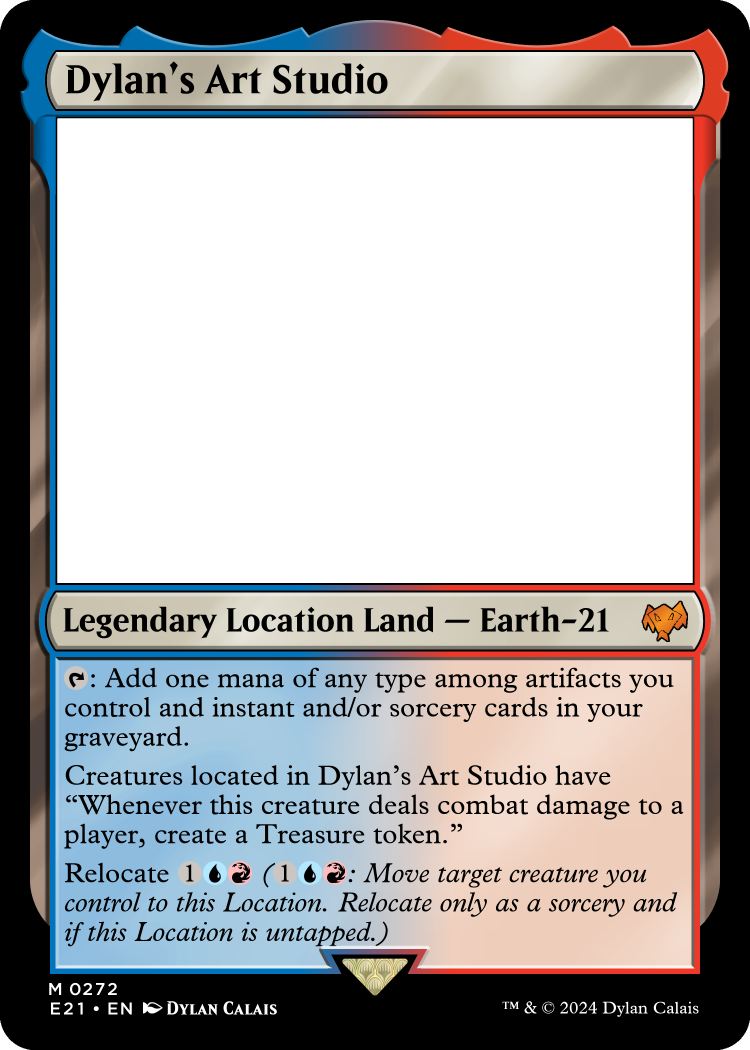 Dylan's Art Studio
Legendary Location Land — Earth-21
: Add one mana of any type among artifacts you
control and instant and/or sorcery cards in your
graveyard.
Creatures located in Dylan's Art Studio have
“Whenever this creature deals combat damage to a
player, create a Treasure token.”
Relocate 1 (1: Move target creature you
control to this Location. Relocate only as a sorcery and
if this Location is untapped.)
M 0272
E21 • EN Dylan Calais
™ & © 2024 Dylan Calais